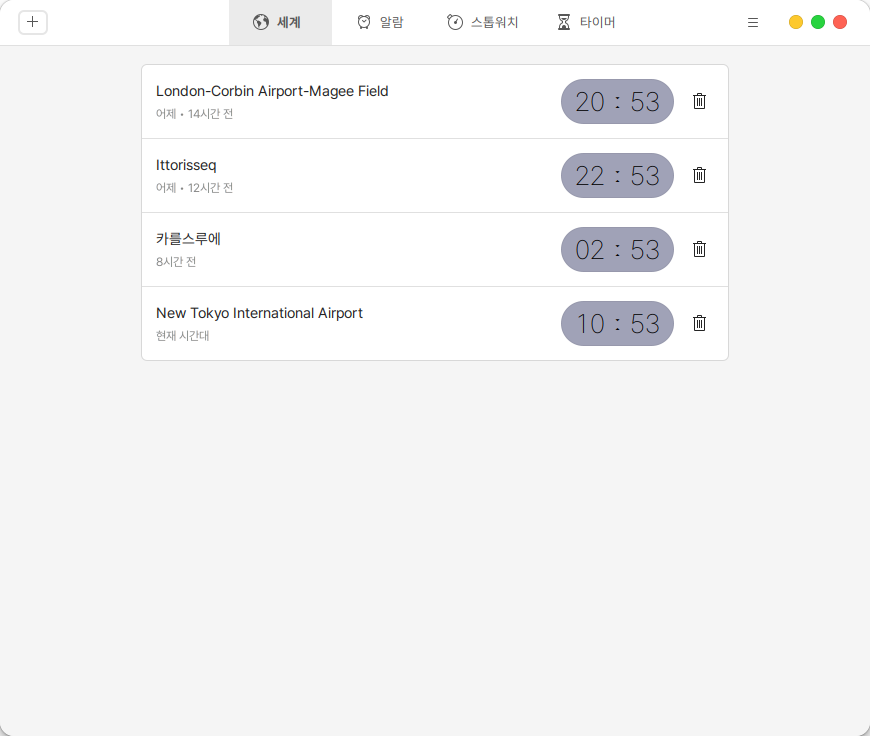 세계 알람 스톱워치 타이머
London-Corbin Airport-Magee Field
어제 • 14시간 전
20 : 53
Ittorisseq
어제 • 12시간 전
22 : 53
카를스루에
8시간 전
02 : 53
New Tokyo International Airport
현재 시간대
10 : 53